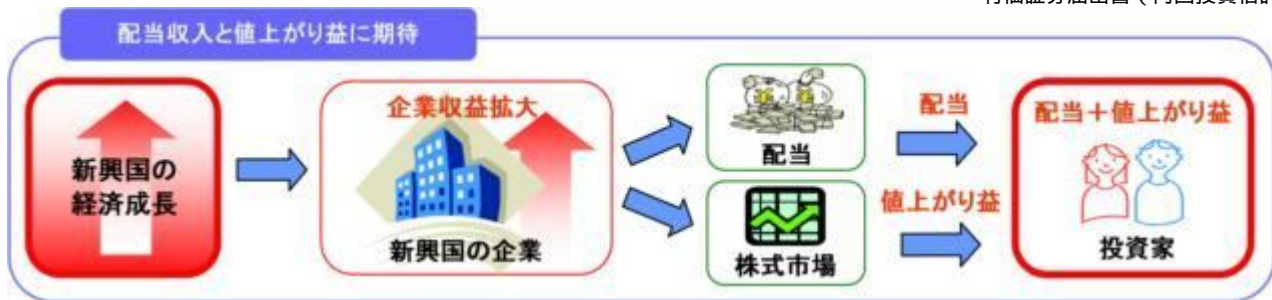 配当収入と値上がり益に期待
新興国の
経済成長
企業収益拡大
新興国の企業
配当
株式市場
配当
値上がり益
配当＋値上がり益
投資家